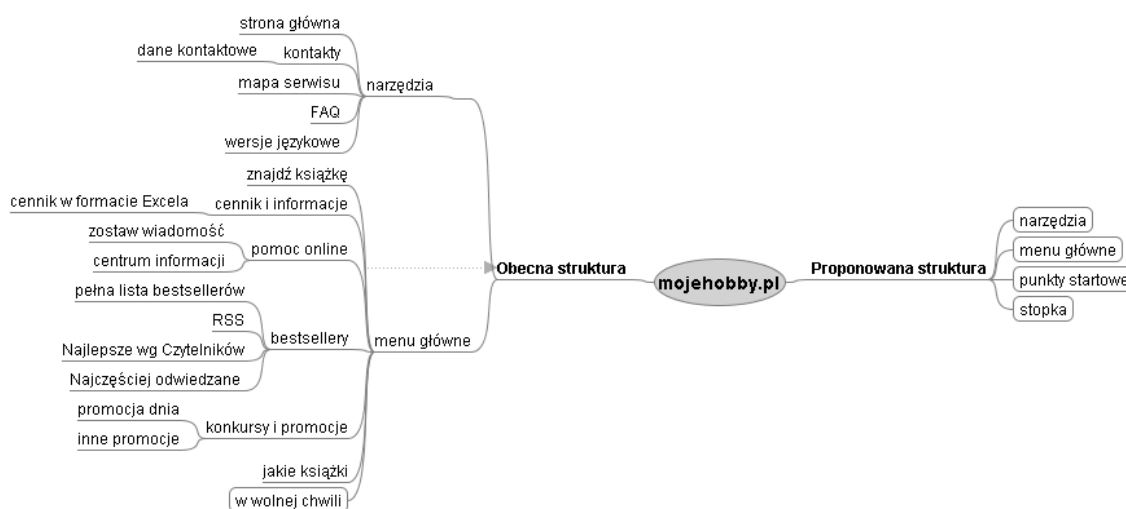 strona główna
dane kontaktowe
kontakty
mapa serwisu
narzędzia
FAQ
wersje językowe
znajdź książkę
cennik w formacie Excela
cennik i informacje
zostaw wiadomość
pomoc online
centrum informacji
pełna lista bestsellerów
RSS
bestsellery
Najlepsze wg Czytelników
Najczęściej odwiedzane
menu główne
promocja dnia
konkursy i promocje
inne promocje
jakie książki
w wolnej chwili
Obecna struktura
mojehobby.pl
Proponowana struktura
narzędzia
menu główne
punkty startowe
stopka